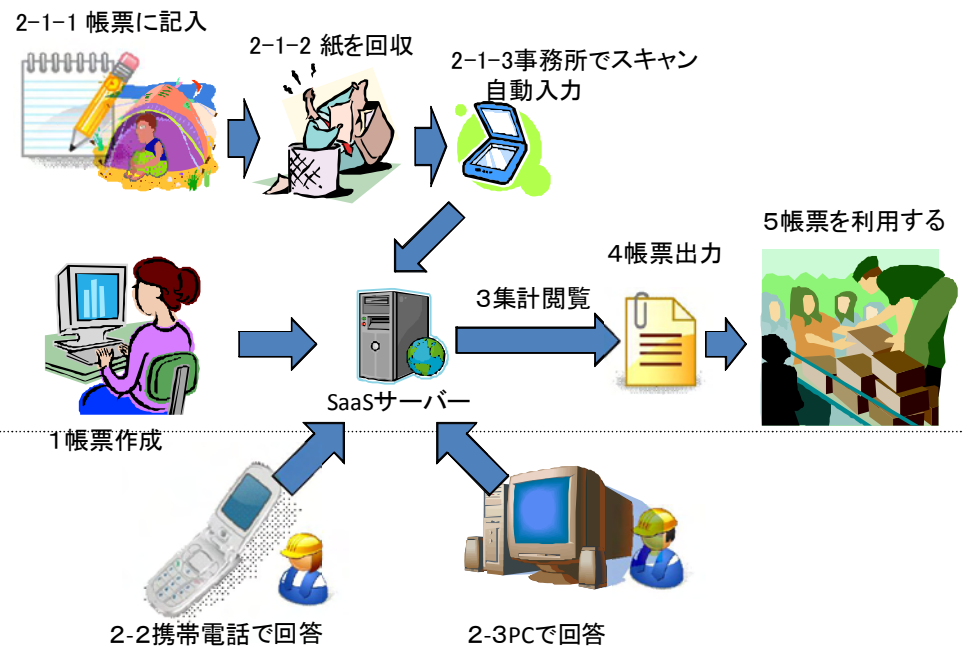 2-1-1 帳票に記入
2-1-2 紙を回収
2-1-3事務所でスキャン
自動入力
5帳票を利用する
4帳票出力
3集計閲覧
SaaSサーバー
1帳票作成
2-2携帯電話で回答
2-3PCで回答